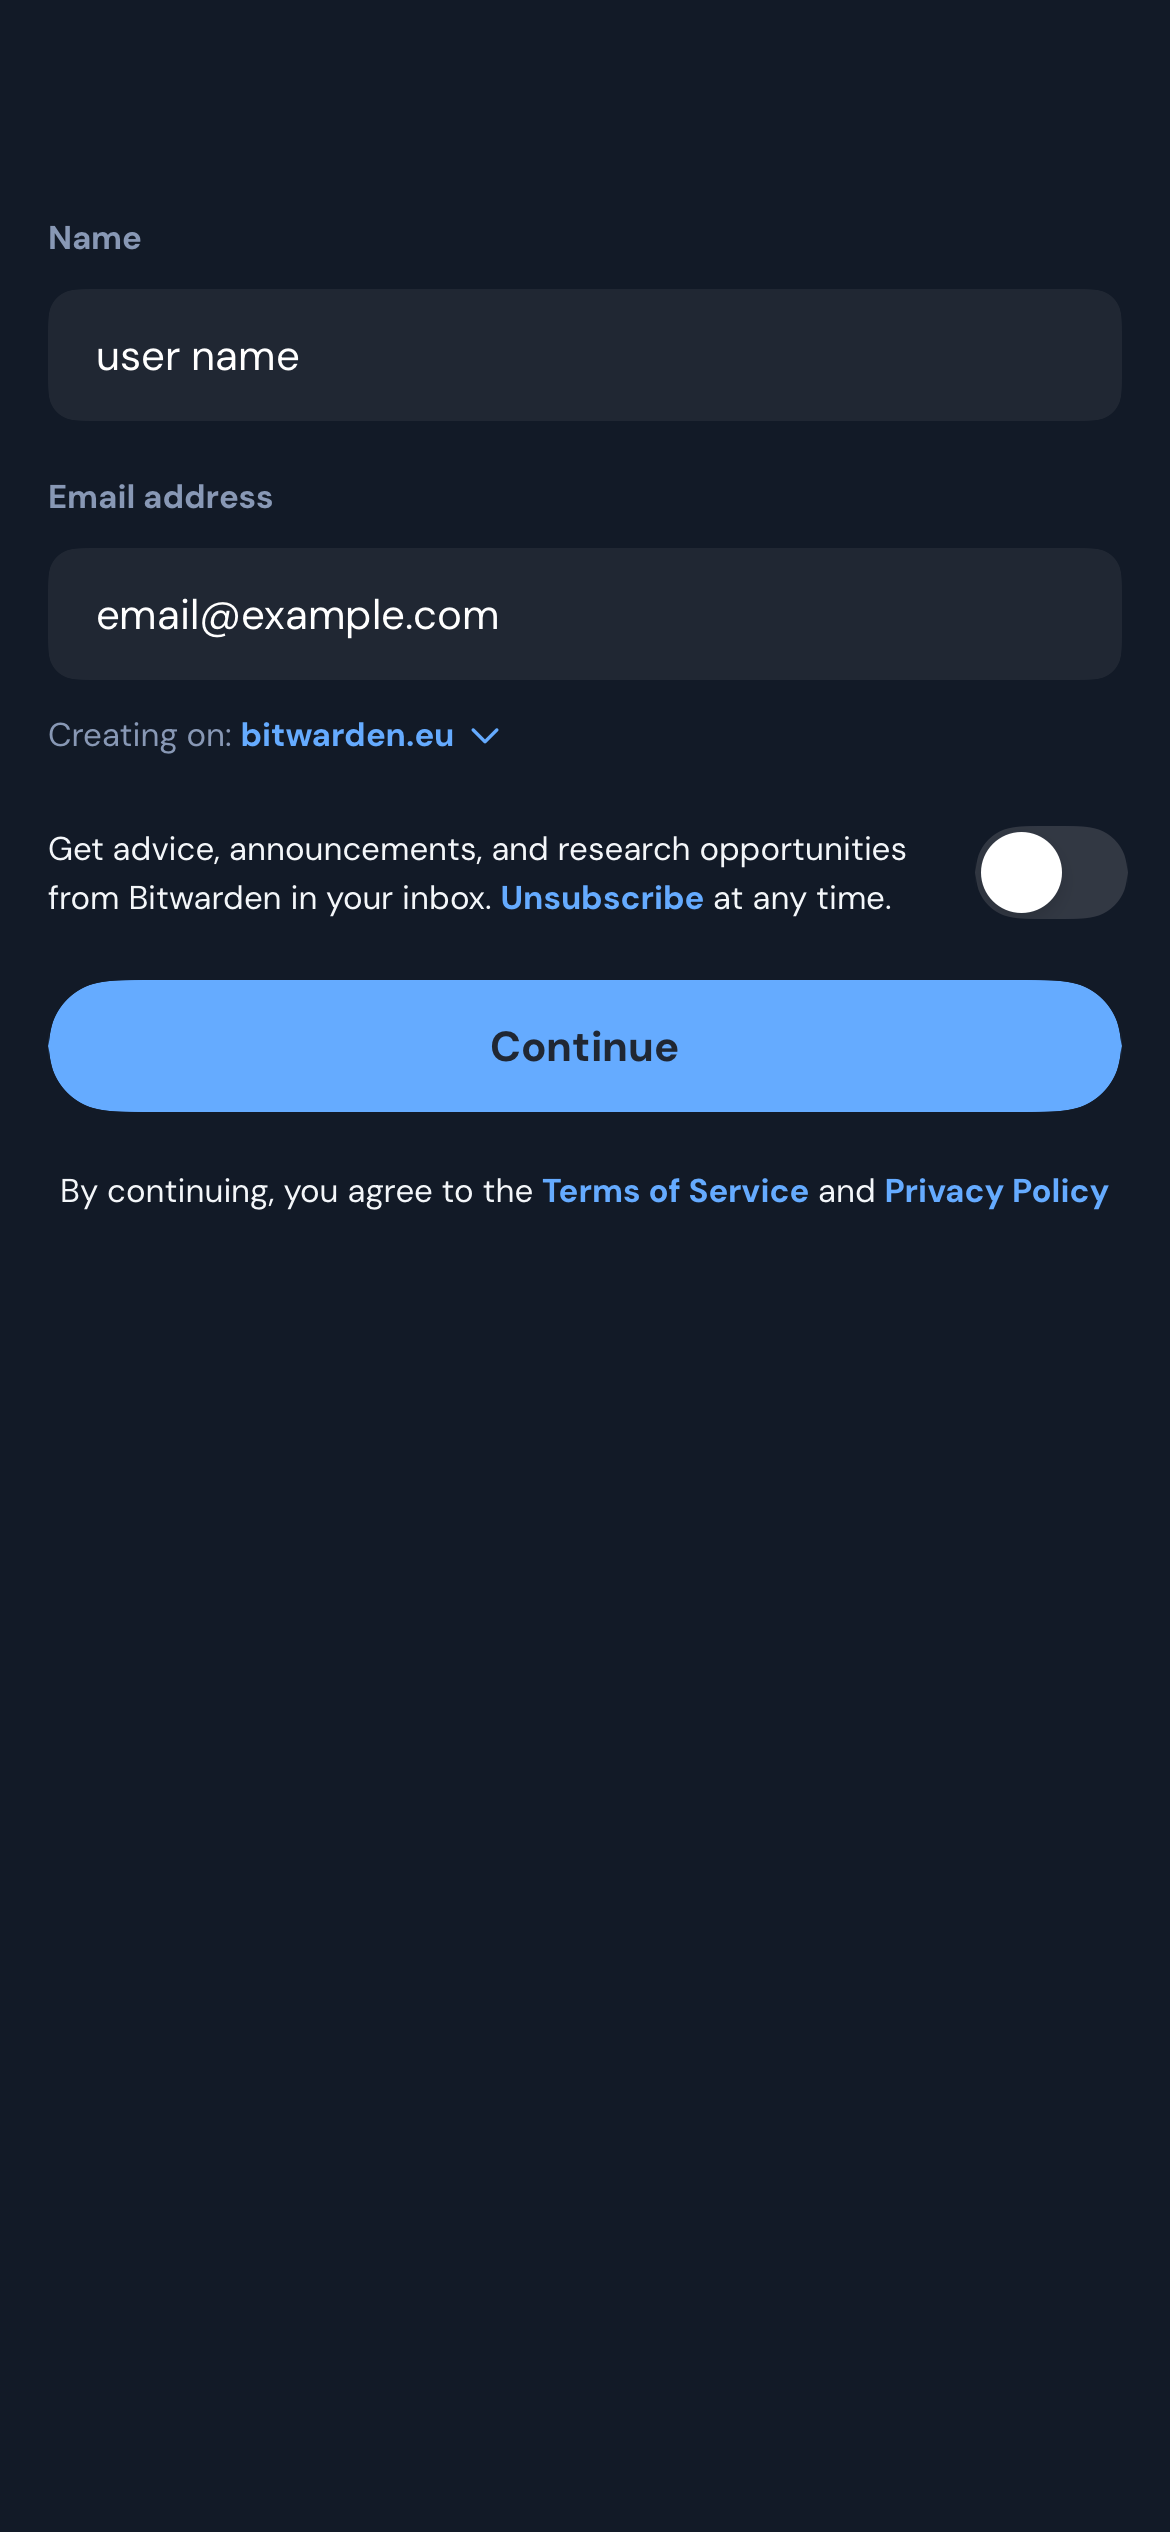 Name
user name
Email address
email@example.com
Creating on: bitwarden.eu
Get advice, announcements, and research opportunities
from Bitwarden in your inbox. Unsubscribe at any time.
Continue
By continuing, you agree to the Terms of Service and Privacy Policy